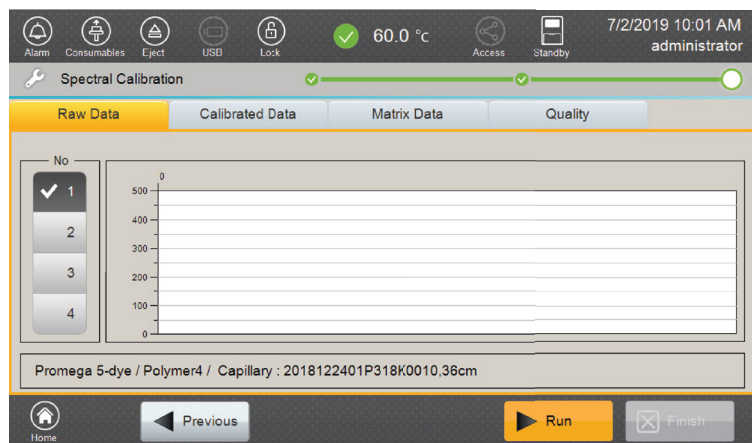 7/2/2019 10:01 AM
60.0 °c
administrator
Alarm Consumables Eject USB Lock Access Standby
Spectral Calibration
Raw Data Calibrated Data Matrix Data Quality
No
1
2
3
4
0
500
400
300
200
100
0
Promega 5-dye / Polymer4 / Capillary : 2018122401P318K0010,36cm
Home
Previous
Run
Finish